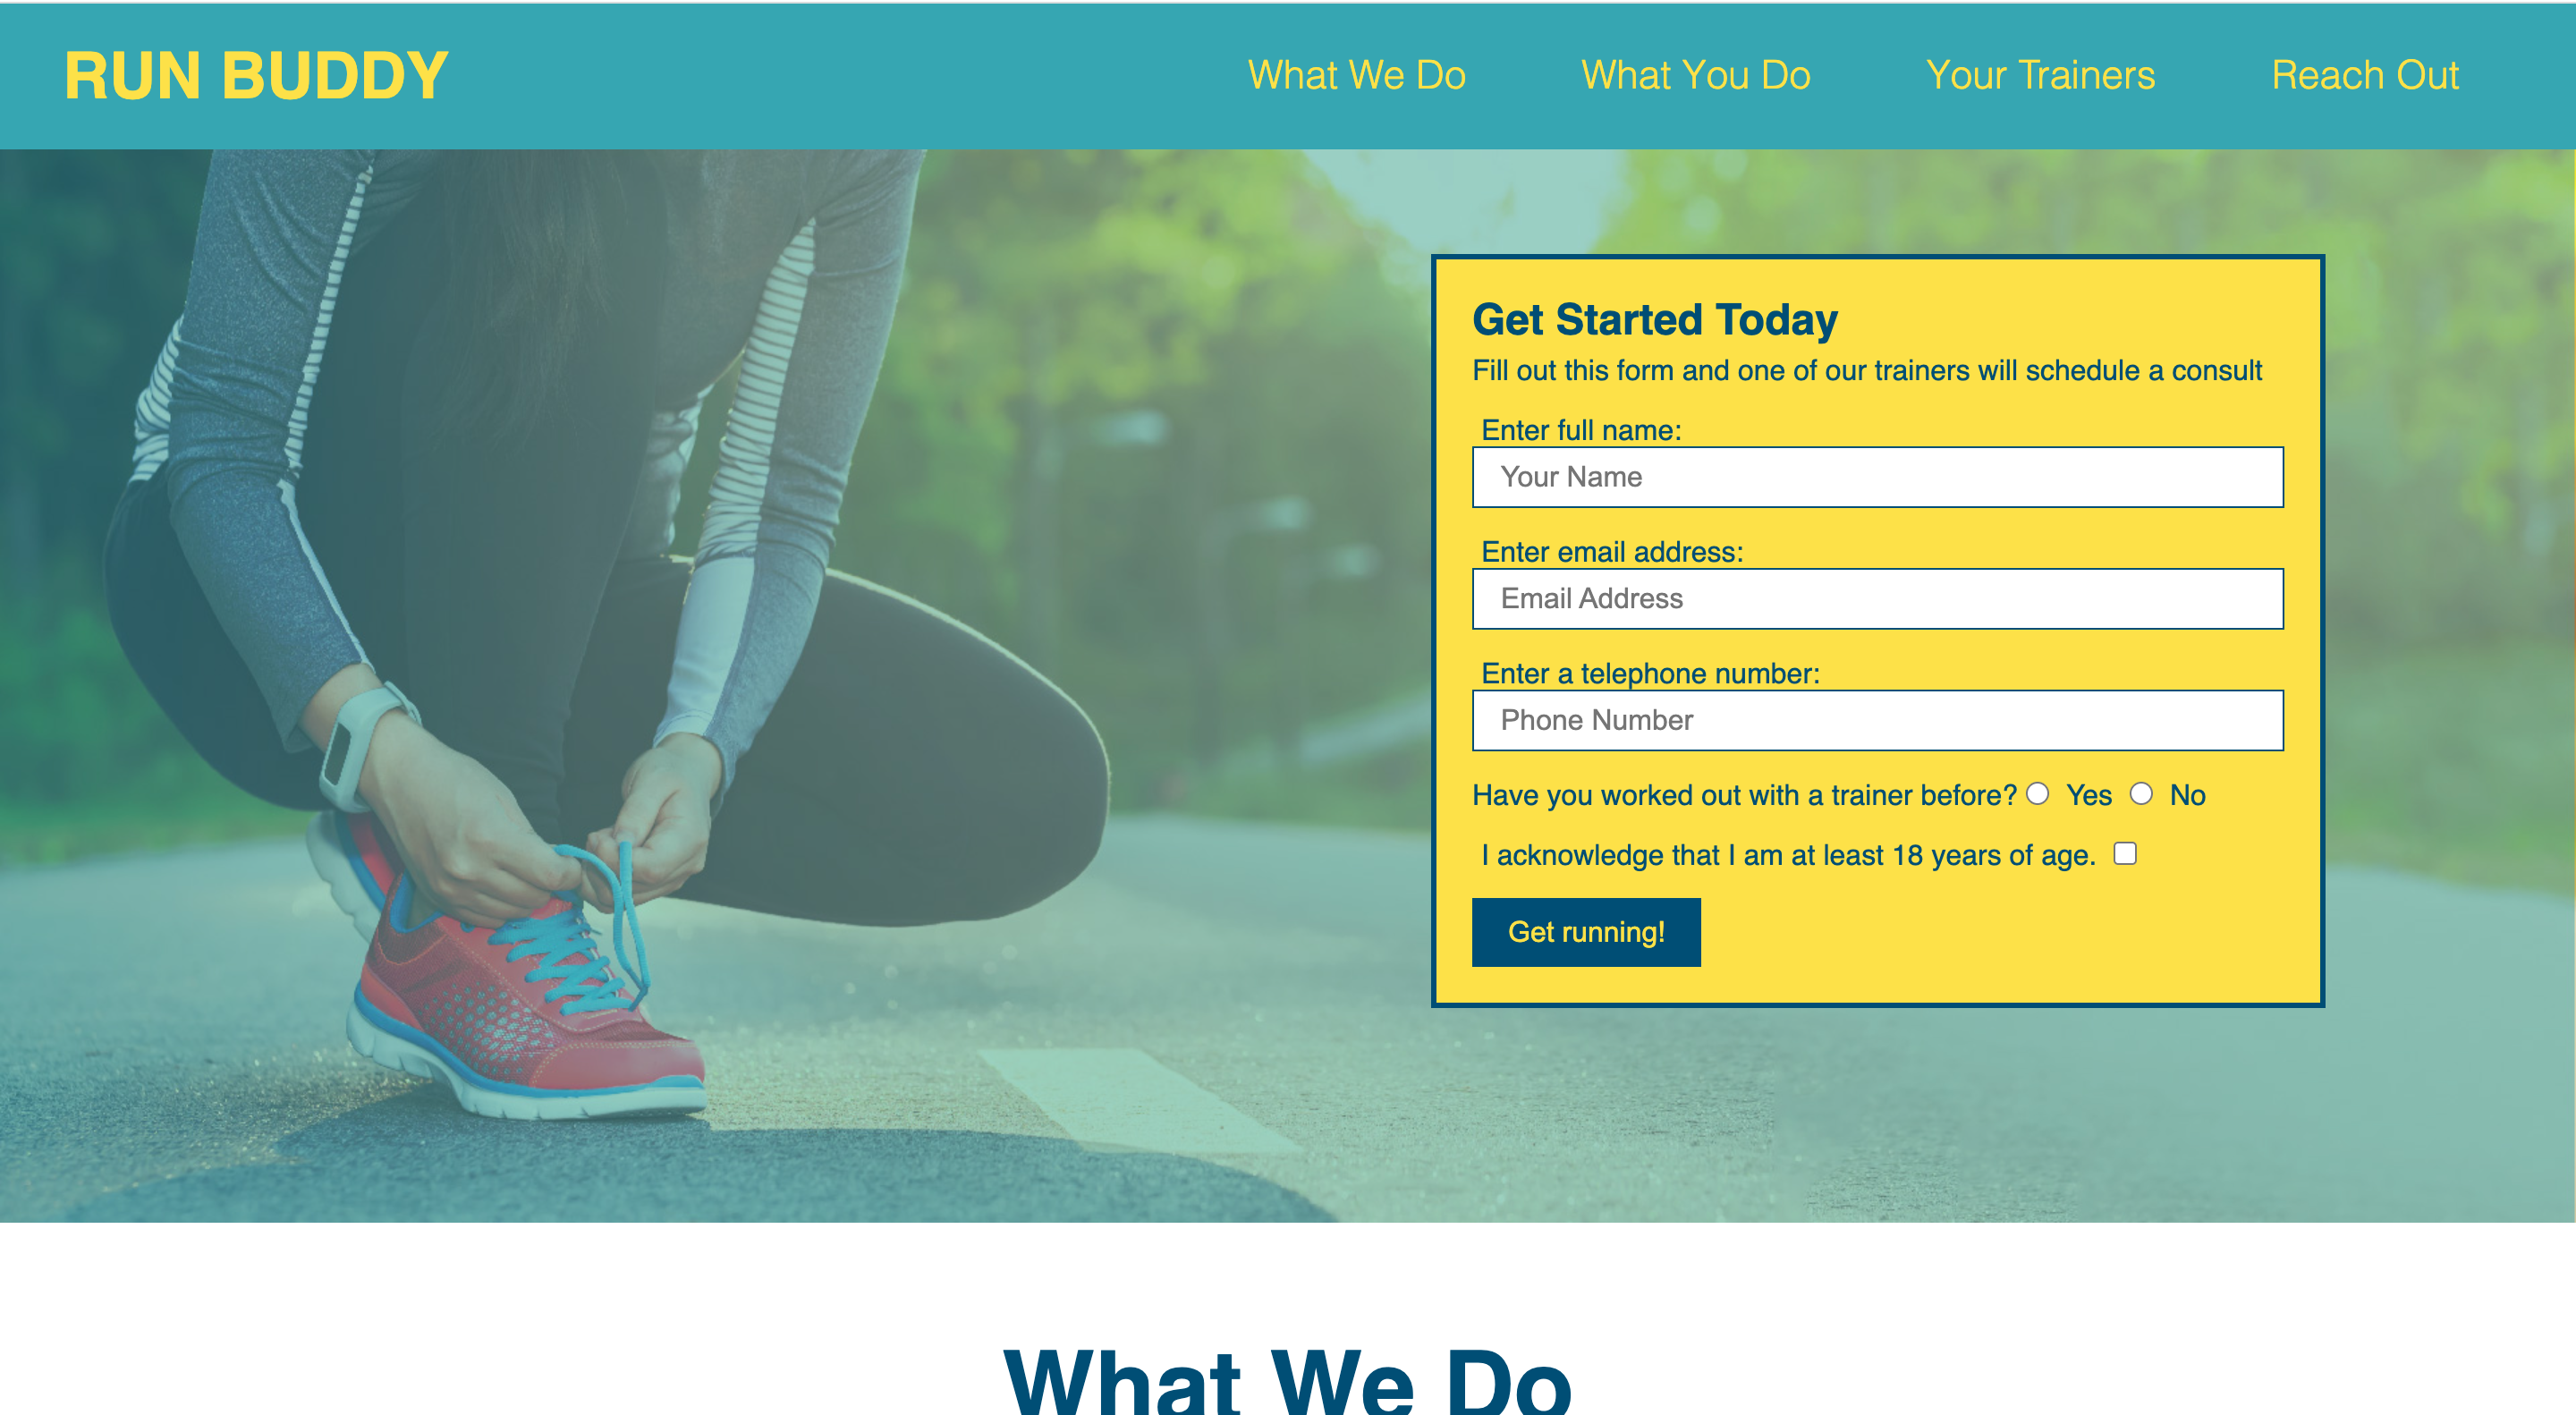 RUN BUDDY
What We Do What You Do Your Trainers Reach Out
Get Started Today
Fill out this form and one of our trainers will schedule a consult
Enter full name:
Your Name
Enter email address:
Email Address
Enter a telephone number:
Phone Number
Have you worked out with a trainer before? Yes No
I acknowledge that I am at least 18 years of age.
Get running!
What We Do